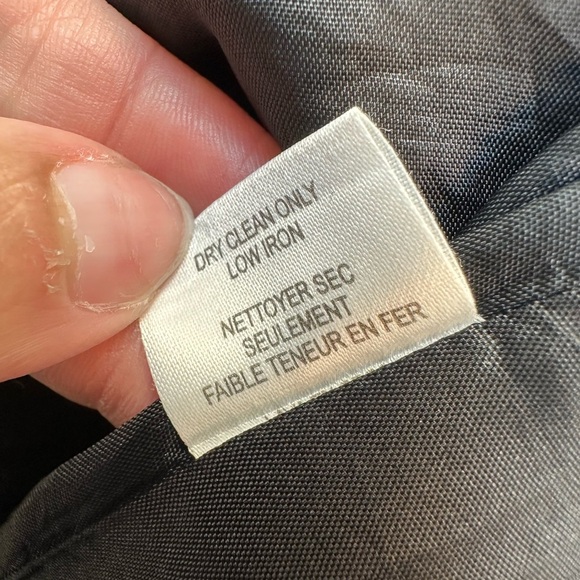 DRY CLEAN ONLY
LOW IRON
NETTOYER SEC
SEULEMENT
FAIBLE TENEUR EN FER